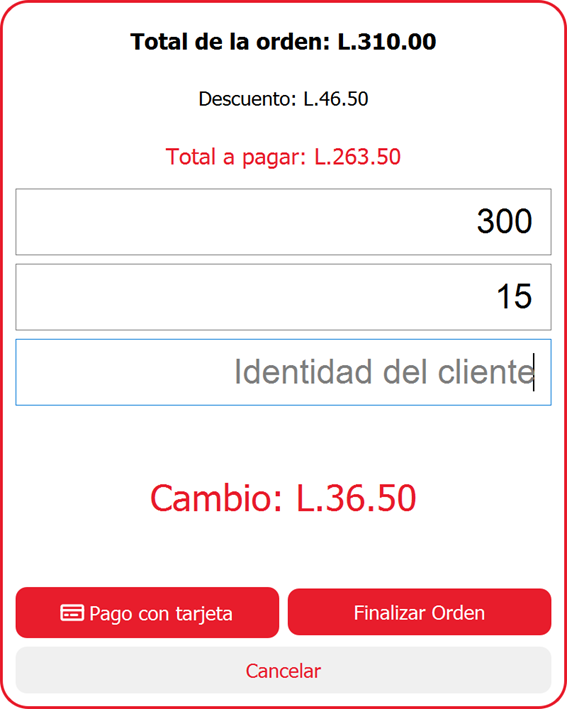 Total de la orden: L.310.00
Descuento: L.46.50
Total a pagar: L.263.50
300
15
Identidad del cliente
Cambio: L.36.50
Pago con tarjeta
Finalizar Orden
Cancelar